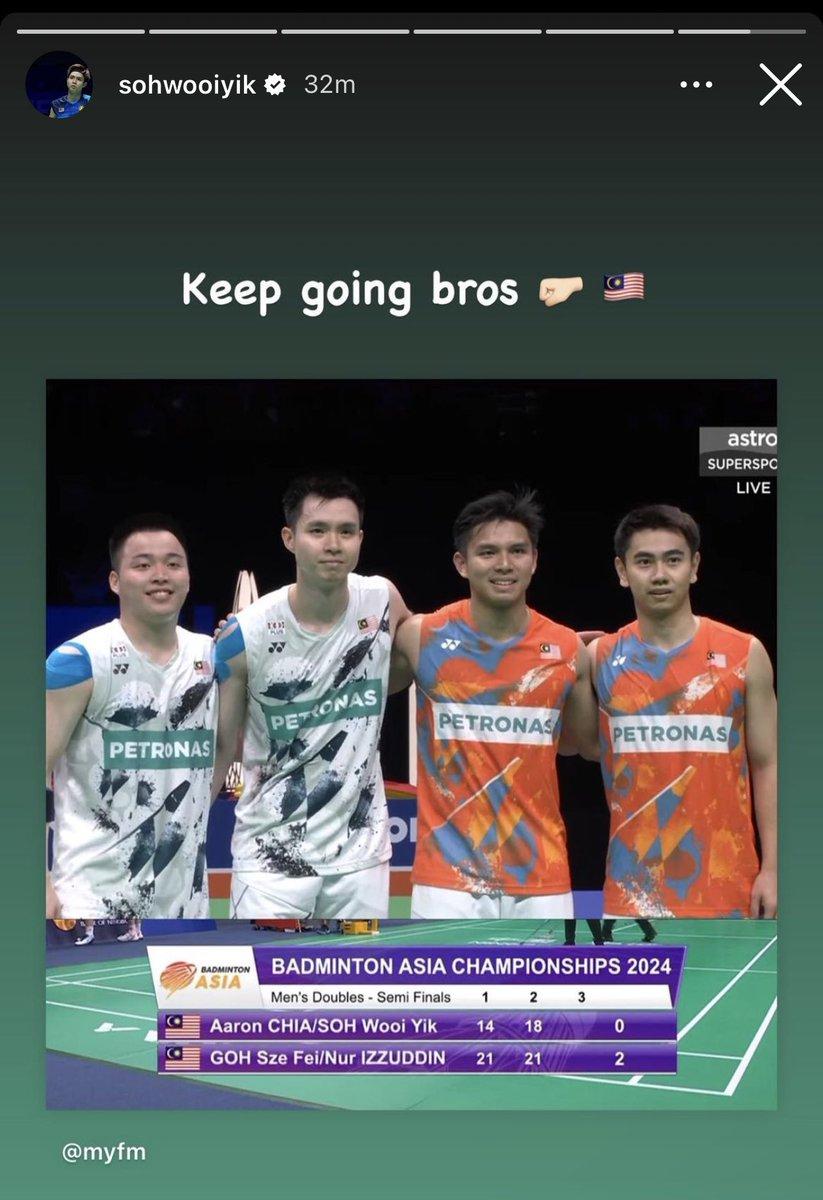 sohwooiyik 32m
Keep going bros 🤛🏻 🇲🇾
astro
SUPERSPO
LIVE
PETRONAS
PETRONAS
PETRONAS
PETRONAS
BADMINTON
ASIA
BADMINTON ASIA CHAMPIONSHIPS 2024
Men's Doubles - Semi Finals 1 2 3
Aaron CHIA/SOH Wooi Yik 14 18 0
GOH Sze Fei/Nur IZZUDDIN 21 21 2
@myfm